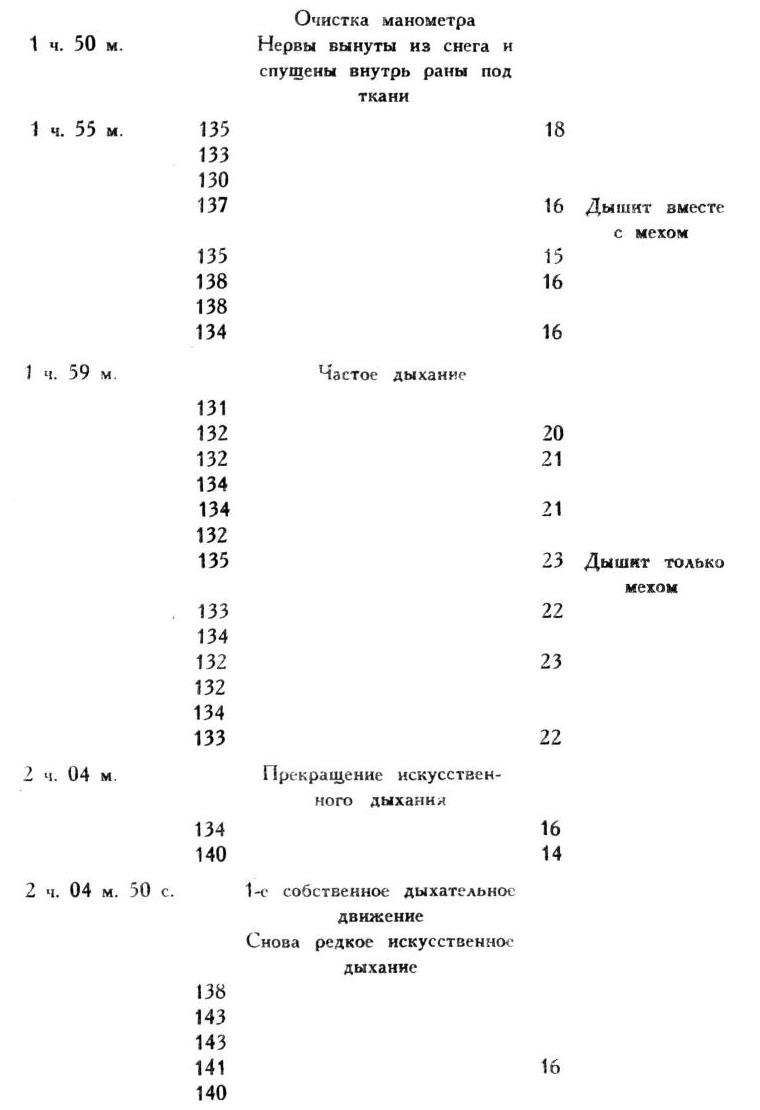 Очистка манометра
1 ч. 50 м. Нервы вынуты из снега и
спущены внутрь раны под
ткани
1 ч. 55 м. 135 18
133
130
137 16 Дышит вместе
с мехом
135 15
138 16
138
134 16
1 ч. 59 м. Частое дыхание
131
132 20
132 21
134
134 21
132
135 23 Дышит только
мехом
133 22
134
132 23
132
134
133 22
2 ч. 04 м. Прекращение искусствен-
ного дыхания
134 16
140 14
2 ч. 04 м. 50 с. 1-е собственное дыхательное
движение
Снова редкое искусственное
дыхание
138
143
143
141 16
140